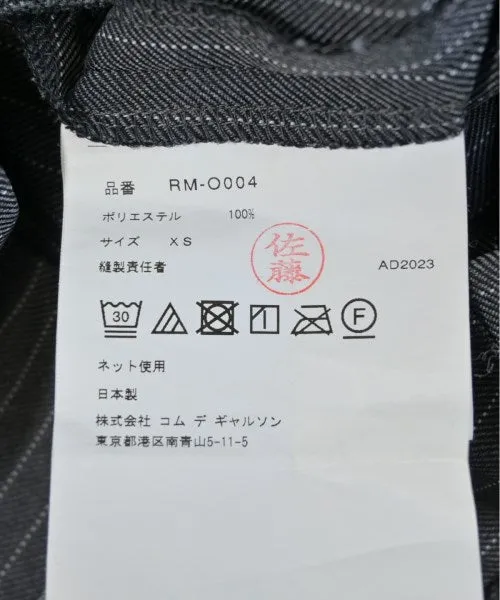 品番 RM-O004
ポリエステル 100%
サイズ XS
縫製責任者 佐藤 AD2023
30 F
ネット使用
日本製
株式会社 コム デ ギャルソン
東京都港区南青山5-11-5